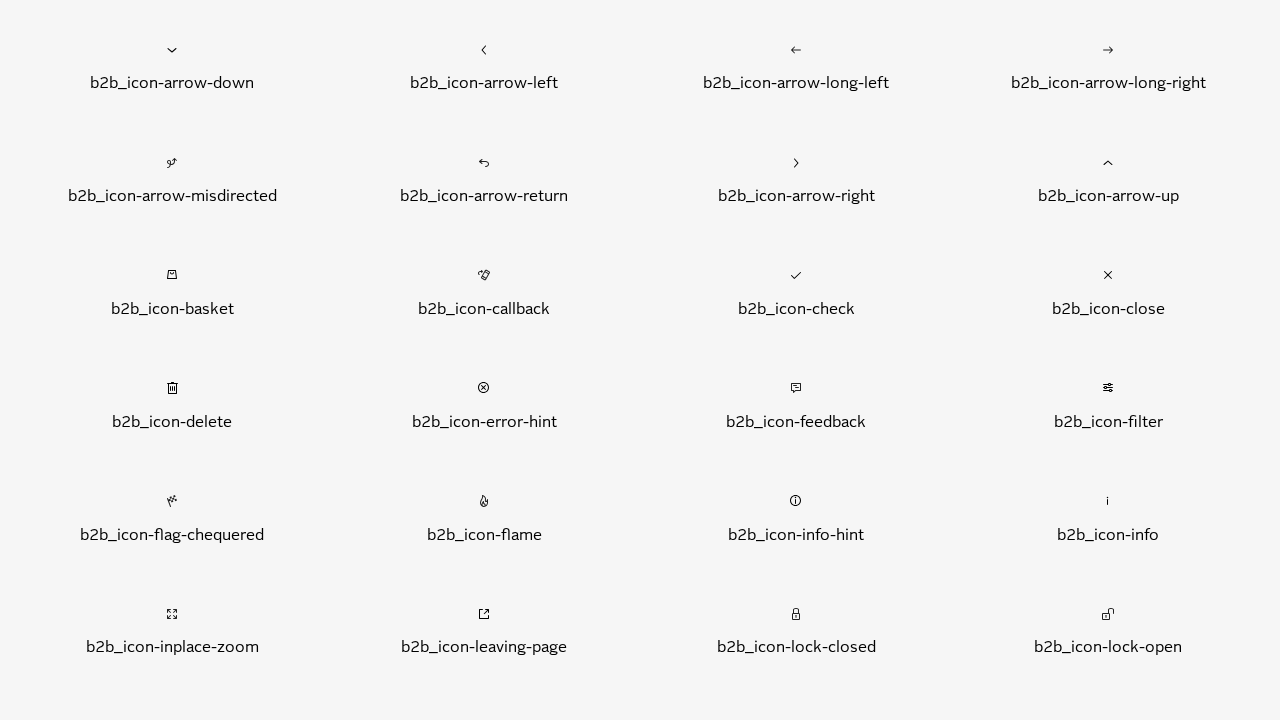 b2b_icon-arrow-down
b2b_icon-arrow-left
b2b_icon-arrow-long-left
b2b_icon-arrow-long-right
b2b_icon-arrow-misdirected
b2b_icon-arrow-return
b2b_icon-arrow-right
b2b_icon-arrow-up
b2b_icon-basket
b2b_icon-callback
b2b_icon-check
b2b_icon-close
b2b_icon-delete
b2b_icon-error-hint
b2b_icon-feedback
b2b_icon-filter
b2b_icon-flag-chequered
b2b_icon-flame
b2b_icon-info-hint
b2b_icon-info
b2b_icon-inplace-zoom
b2b_icon-leaving-page
b2b_icon-lock-closed
b2b_icon-lock-open